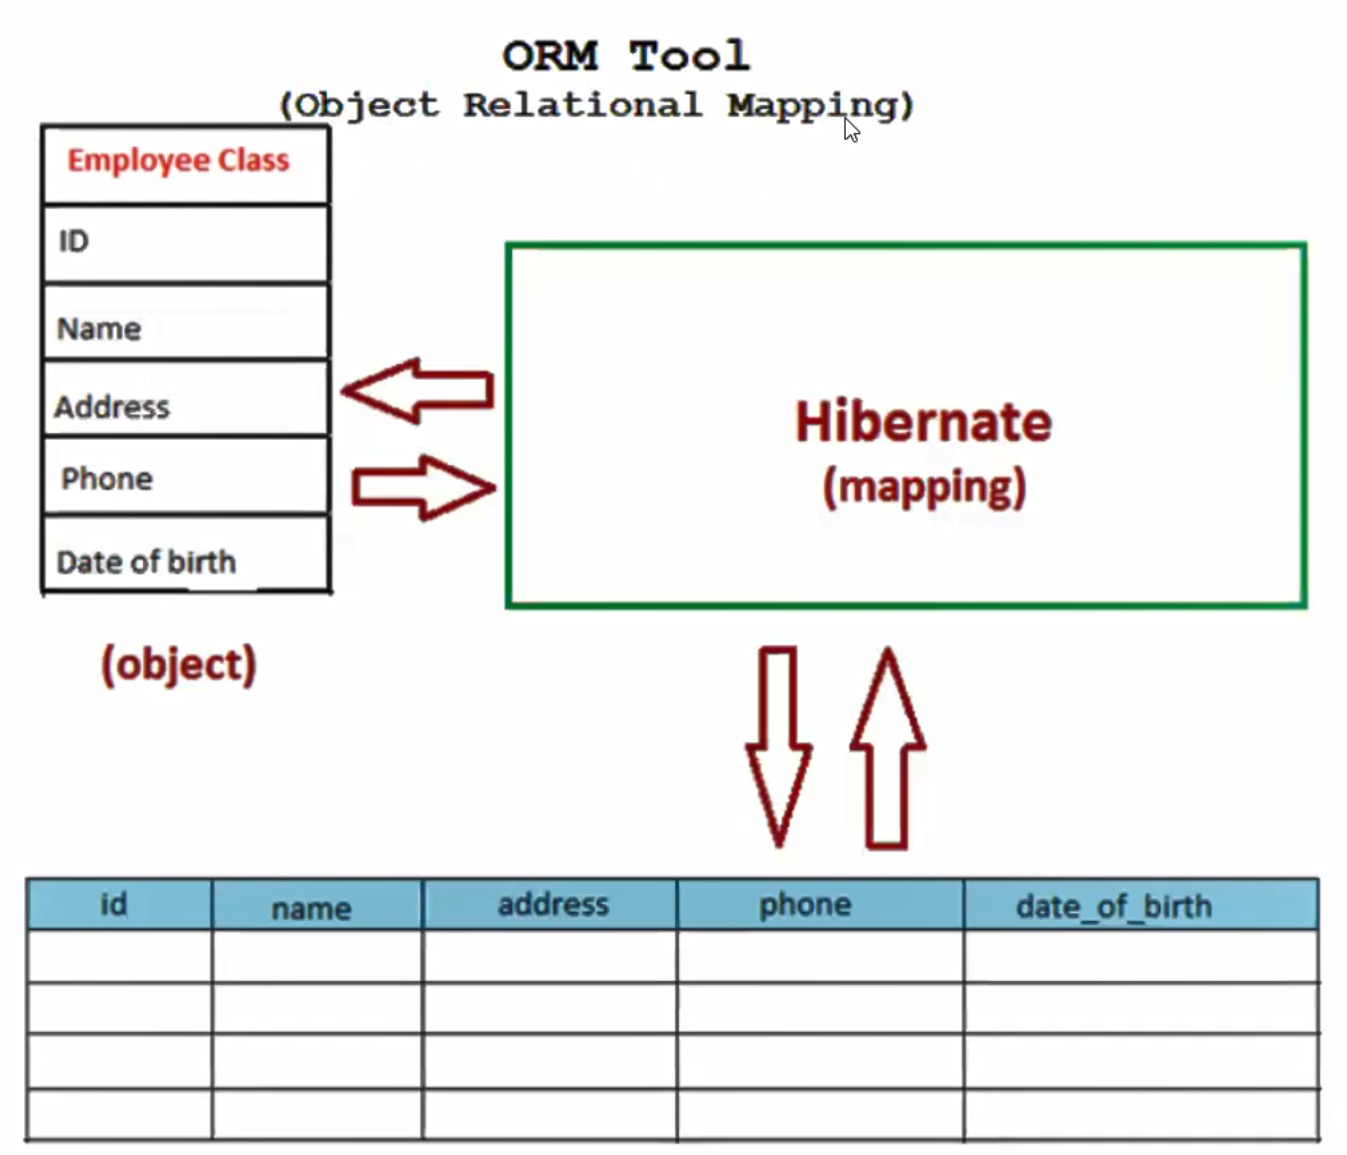 ORM Tool
(Object Relational Mapping)
Employee Class
ID
Name
Address
Phone
Date of birth
(object)
Hibernate
(mapping)
id name address phone date_of_birth